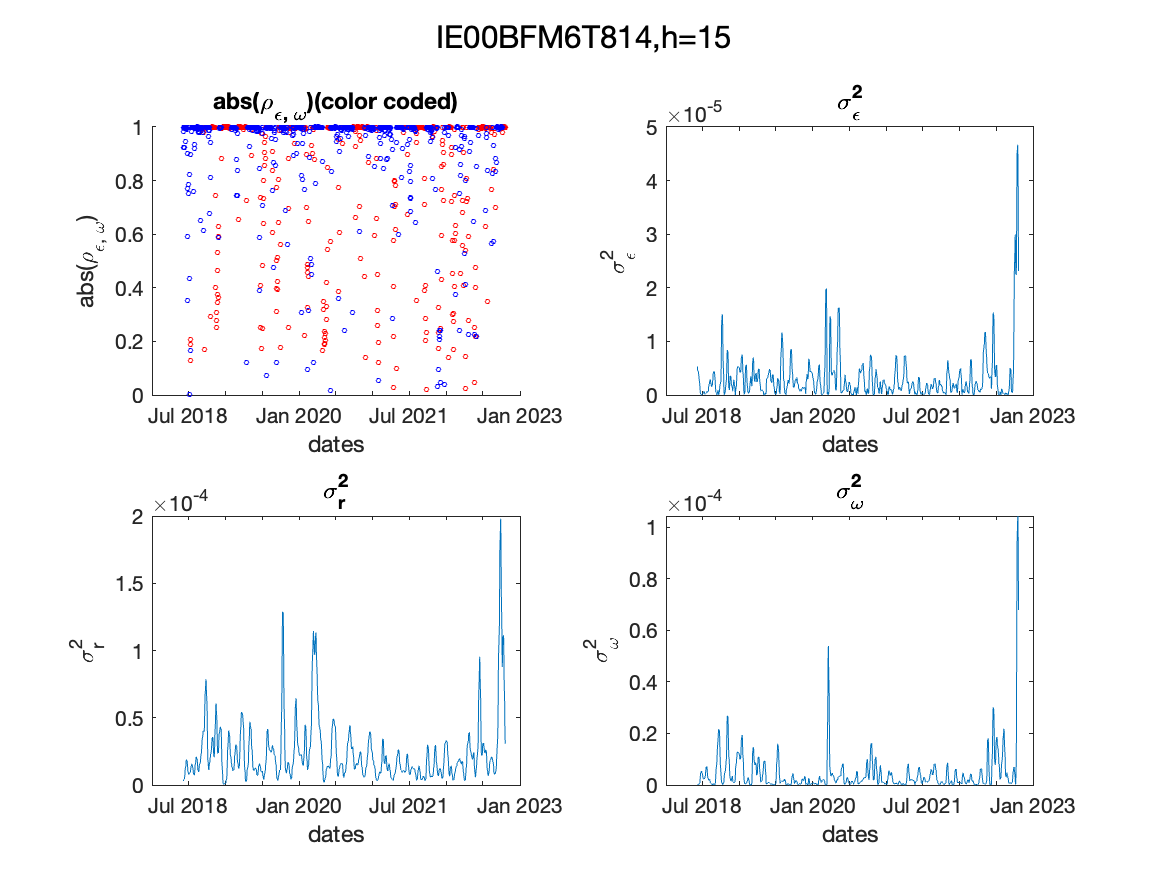 IE00BFM6T814,h=15
abs(ρϵ, ω)(color coded)
abs(ρϵ, ω)
1
0.8
0.6
0.4
0.2
0
Jul 2018 Jan 2020 Jul 2021 Jan 2023
dates
σ²ϵ
×10⁻⁵
σ²ϵ
5
4
3
2
1
0
Jul 2018 Jan 2020 Jul 2021 Jan 2023
dates
σ²r
×10⁻⁴
σ²r
2
1.5
1
0.5
0
Jul 2018 Jan 2020 Jul 2021 Jan 2023
dates
σ²ω
×10⁻⁴
σ²ω
1
0.8
0.6
0.4
0.2
0
Jul 2018 Jan 2020 Jul 2021 Jan 2023
dates